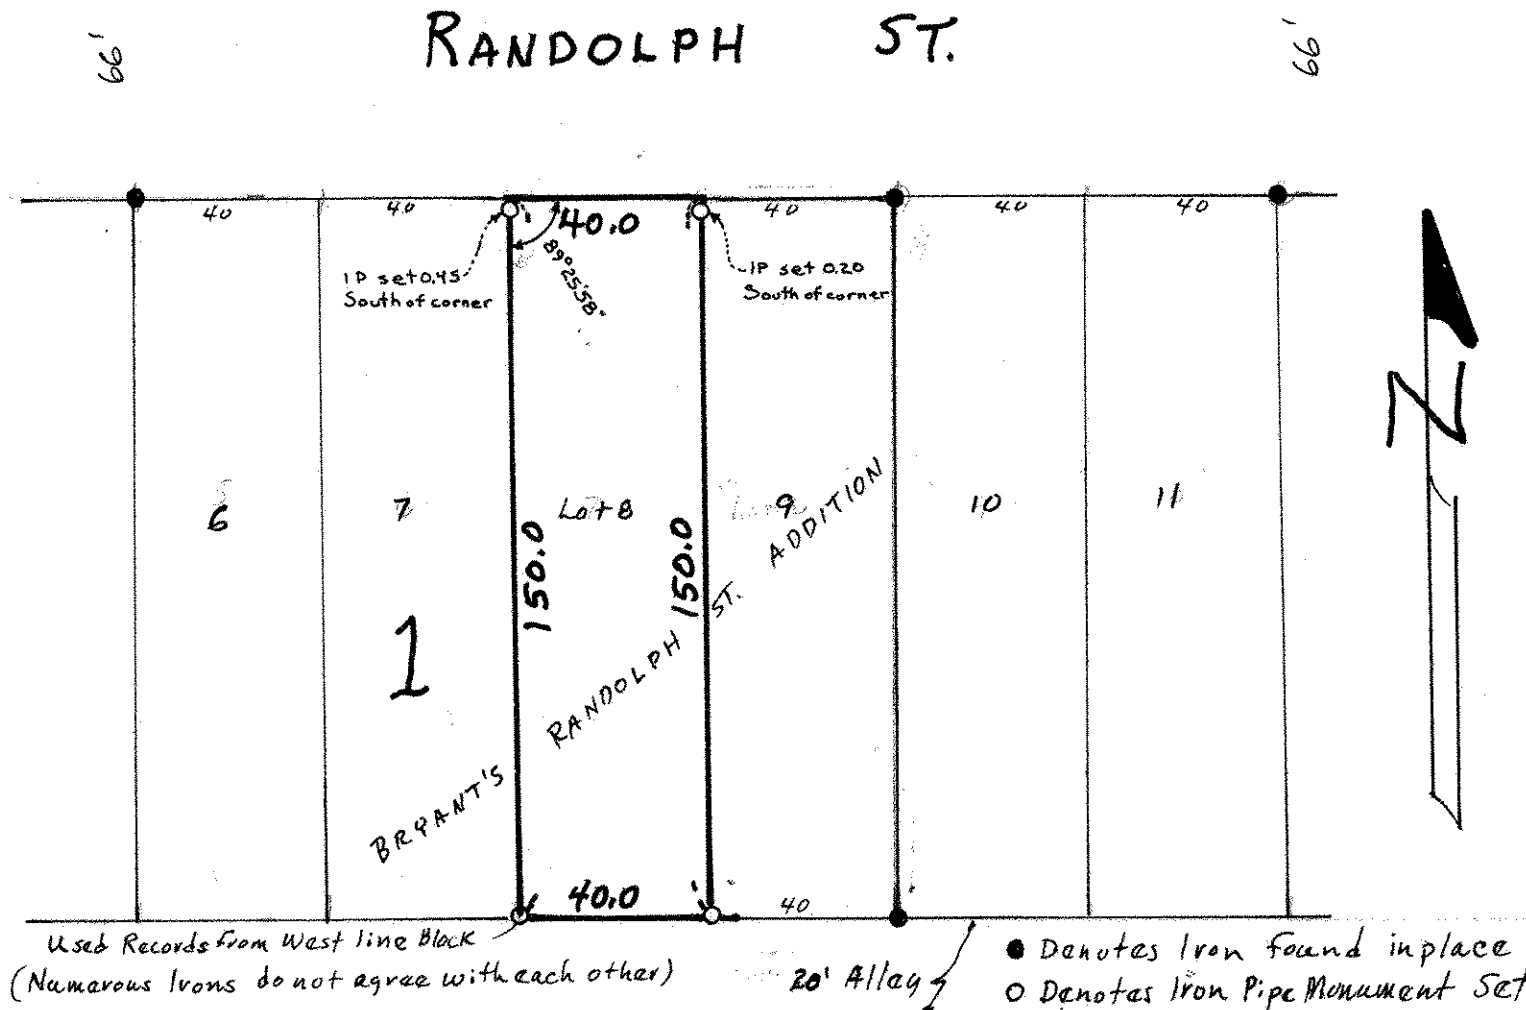 66'
RANDOLPH ST.
66'
40
40
40.0
40
40
40
89°25'58"
IP set 0.45
South of corner
IP set 0.20
South of corner
N
6
7
Lot 8
9
10
11
150.0
150.0
1
BRYANT'S RANDOLPH ST. ADDITION
40.0
40
Used Records from West line Block
(Numerous Irons do not agree with each other)
20' Alley
● Denotes Iron found inplace
○ Denotes Iron Pipe Monument Set